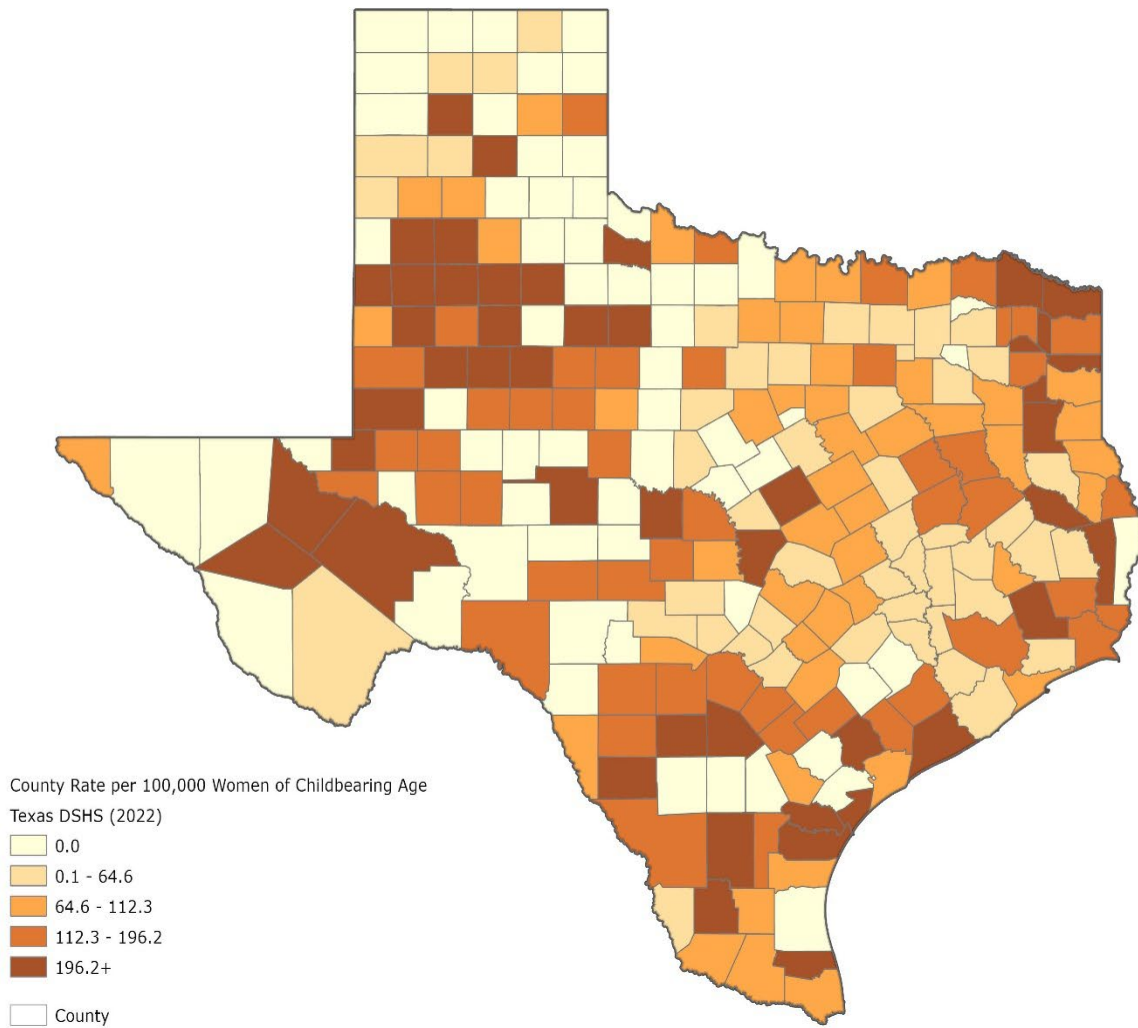 County Rate per 100,000 Women of Childbearing Age
Texas DSHS (2022)
0.0
0.1 - 64.6
64.6 - 112.3
112.3 - 196.2
196.2+
County